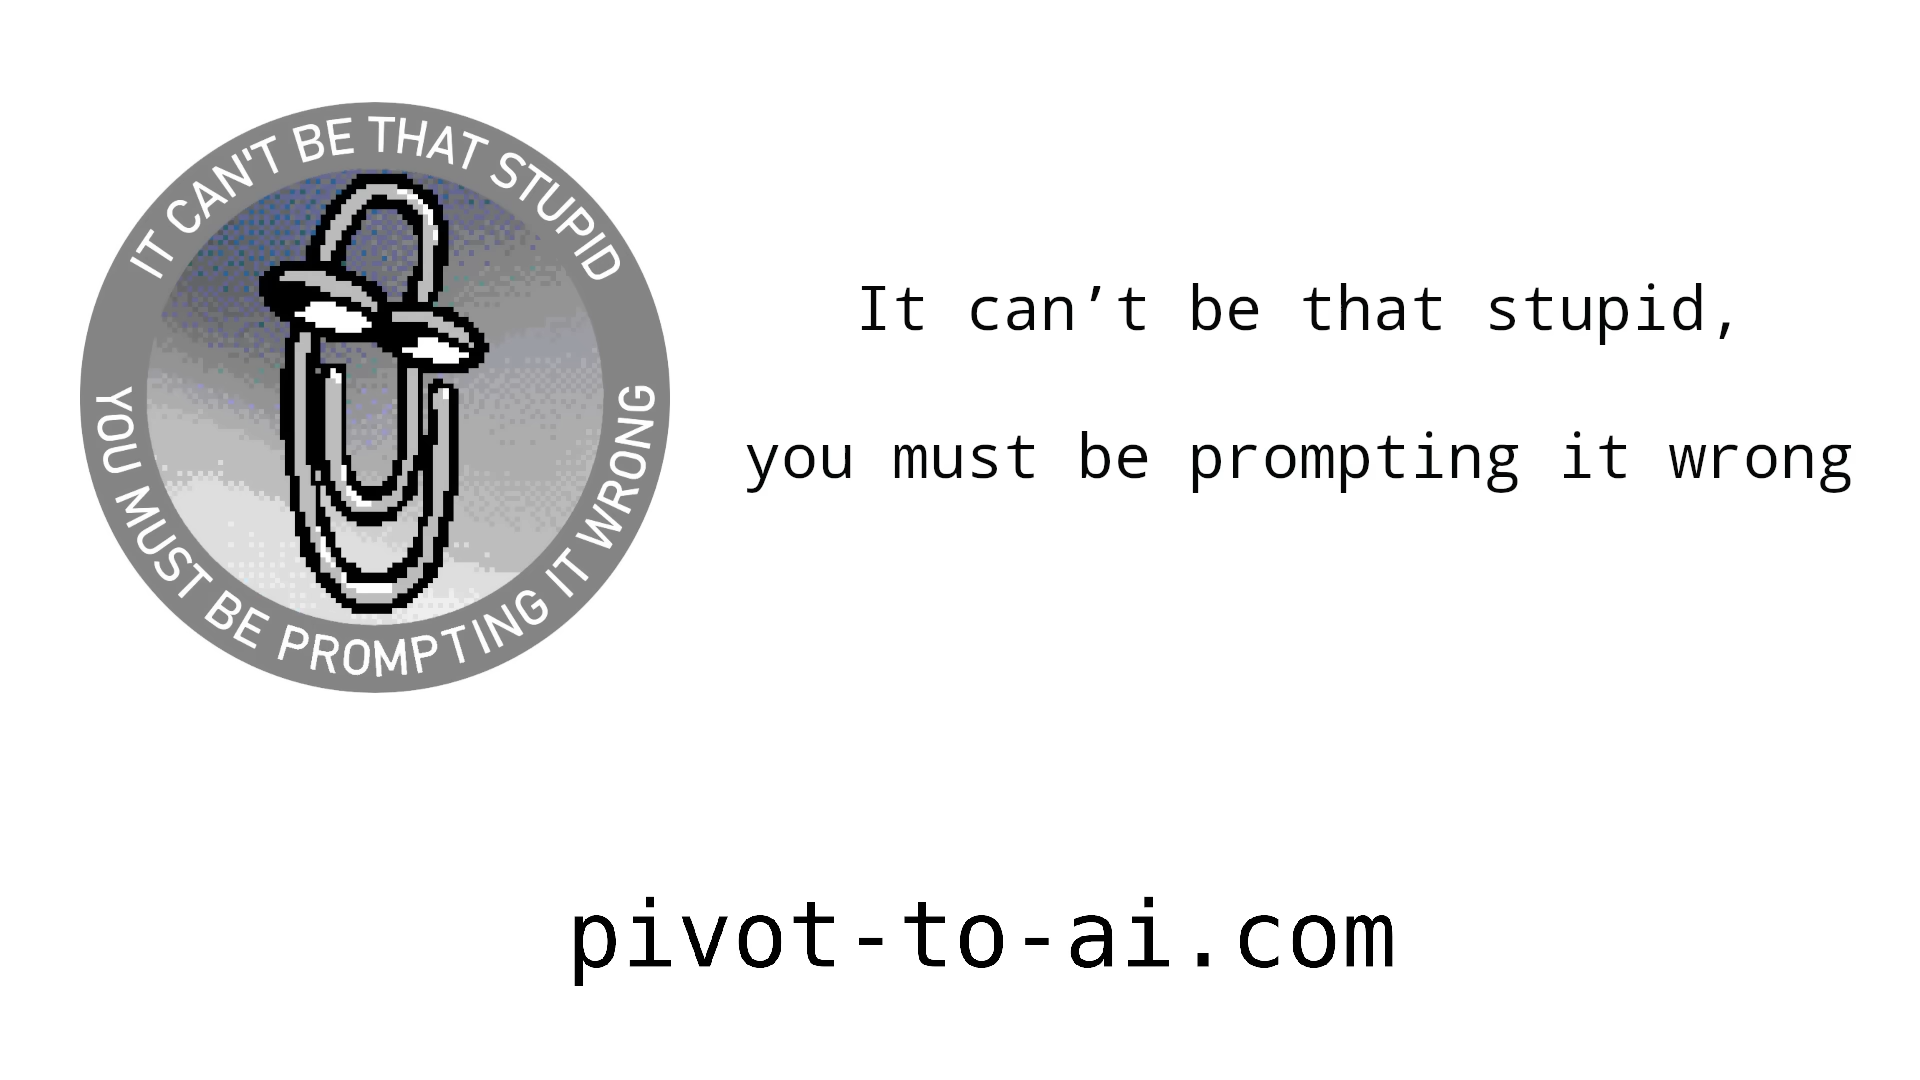 IT CAN'T BE THAT STUPID
YOU MUST BE PROMPTING IT WRONG
It can’t be that stupid,
you must be prompting it wrong
pivot-to-ai.com